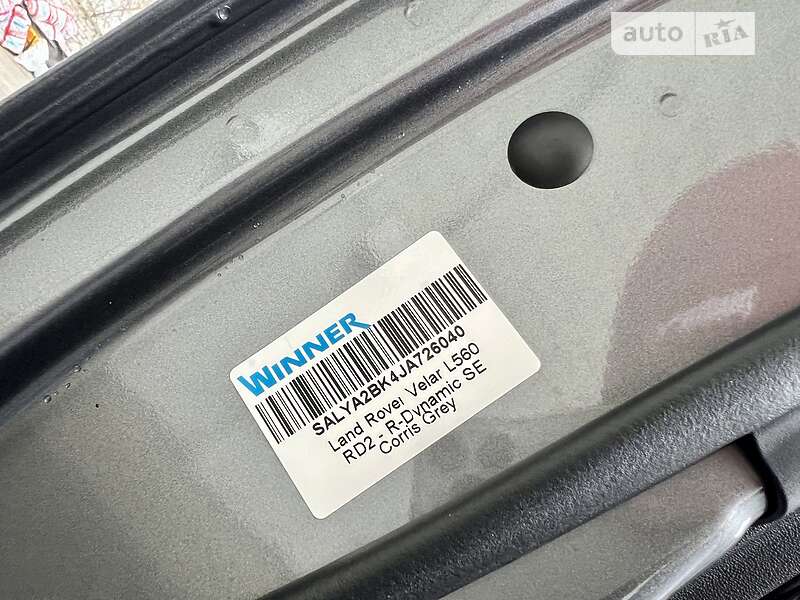 auto RIA
WINNER
SALYA2BK4JA726040
Land Rover Velar L560
RD2 - R-Dynamic SE
Corris Grey